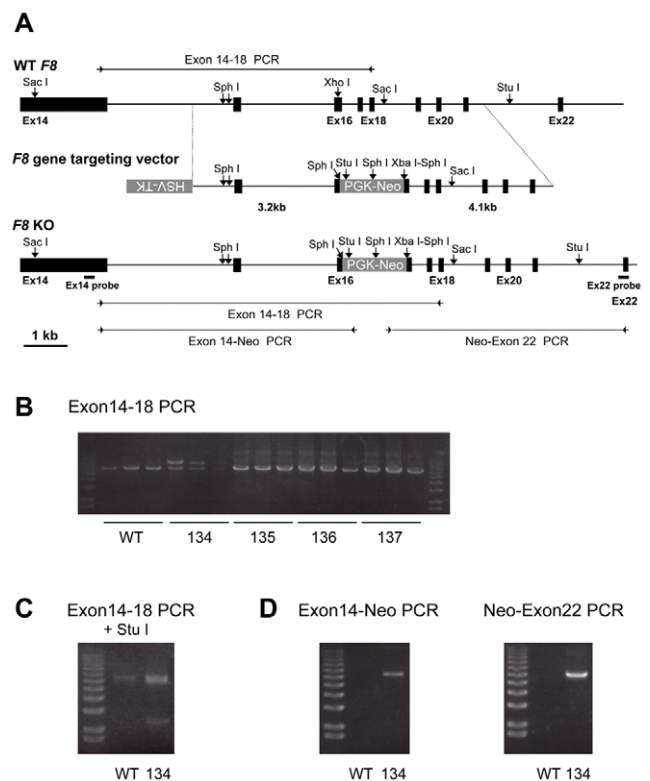 A
Exon 14-18 PCR
WT F8
Sac I Sph I Xho I Sac I Stu I
Ex14 Ex16 Ex18 Ex20 Ex22
F8 gene targeting vector
Sph I Sph I Stu I Sph I Xba I-Sph I Sac I
HSV-TK PGK-Neo
3.2kb 4.1kb
F8 KO
Sac I Sph I Sph I Stu I Sph I Xba I-Sph I Sac I Stu I
PGK-Neo
Ex14 Ex14 probe Ex16 Ex18 Ex20 Ex22 probe
Ex22
Exon 14-18 PCR
1 kb Exon 14-Neo PCR Neo-Exon 22 PCR
B Exon14-18 PCR
WT 134 135 136 137
C Exon14-18 PCR
+ Stu I
WT 134
D Exon14-Neo PCR Neo-Exon22 PCR
WT 134 WT 134